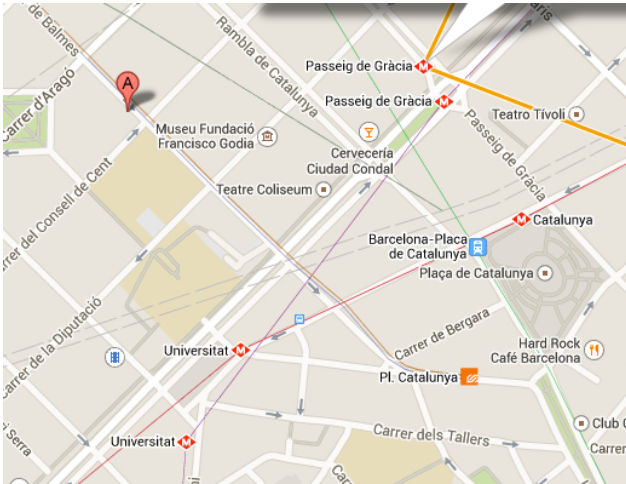 de Balmes
Rambla de Catalunya
Passeig de Gràcia
M
Carrer d'Aragó
A
Passeig de Gràcia
M
Teatro Tívoli
Museu Fundació
Francisco Godia
Passeig de Gràcia
Cervecería
Ciudad Condal
Teatre Coliseum
Carrer del Consell de Cent
M
Catalunya
Barcelona-Plaça
de Catalunya
Plaça de Catalunya
Carrer de la Diputació
Carrer de Bergara
Universitat
M
Hard Rock
Café Barcelona
Pl. Catalunya
Club
Universitat
M
Carrer dels Tallers
Carrer
Serra